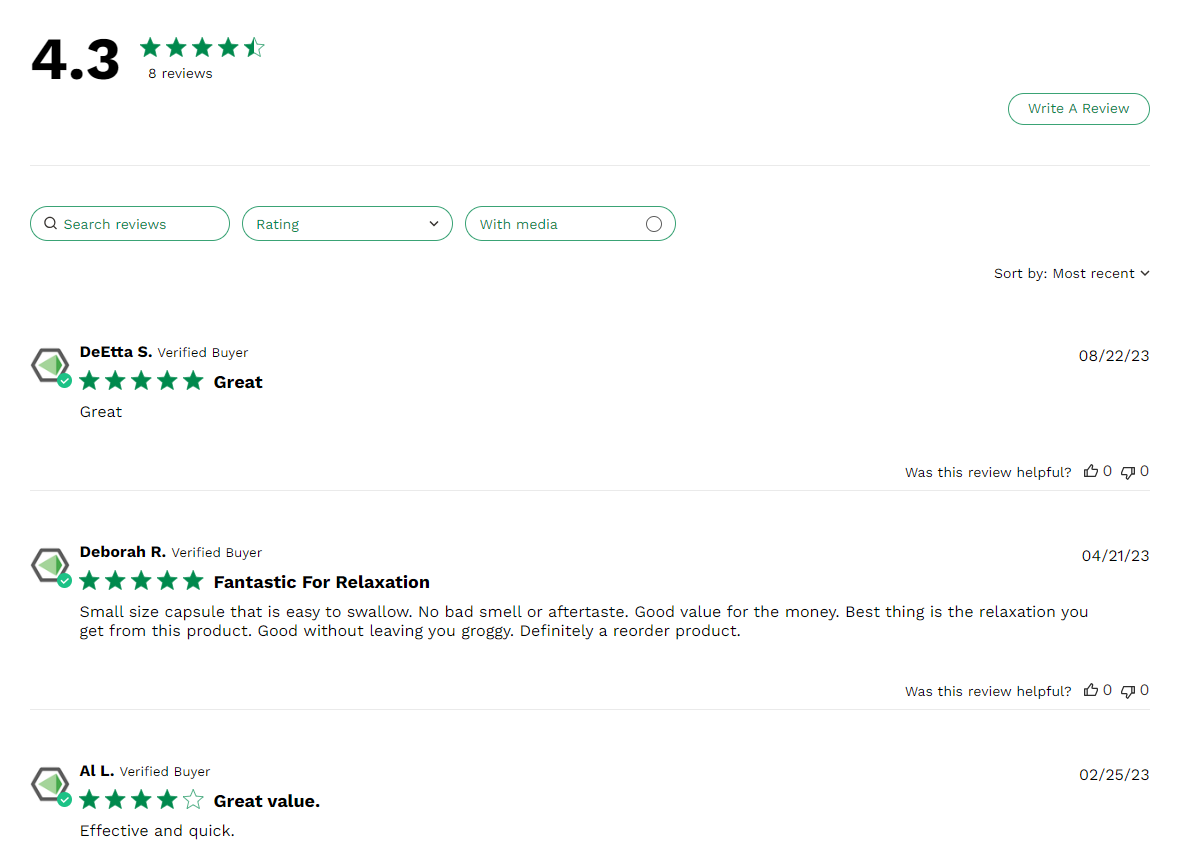 4.3
8 reviews
Write A Review
Search reviews
Rating
With media
Sort by: Most recent
DeEtta S. Verified Buyer
08/22/23
Great
Great
Was this review helpful? 0 0
Deborah R. Verified Buyer
04/21/23
Fantastic For Relaxation
Small size capsule that is easy to swallow. No bad smell or aftertaste. Good value for the money. Best thing is the relaxation you
get from this product. Good without leaving you groggy. Definitely a reorder product.
Was this review helpful? 0 0
Al L. Verified Buyer
02/25/23
Great value.
Effective and quick.